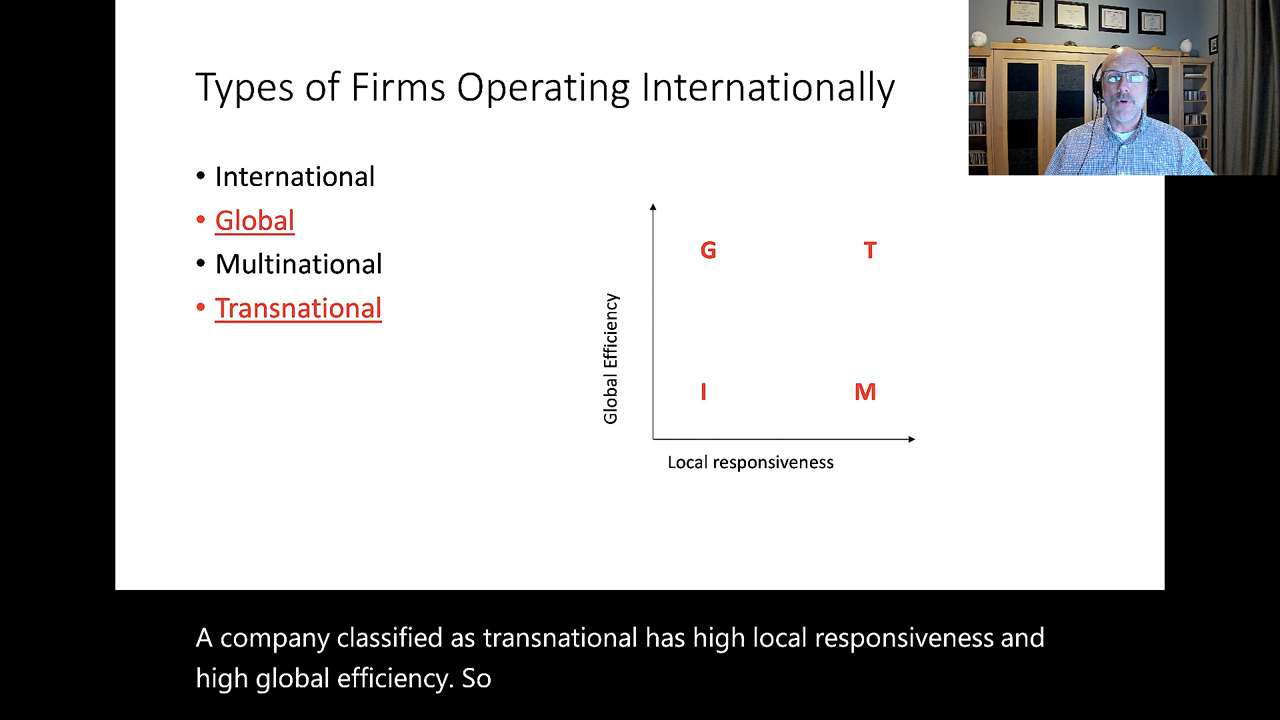 Types of Firms Operating Internationally
• International
• Global
• Multinational
• Transnational
G T
Global Efficiency
I M
Local responsiveness
A company classified as transnational has high local responsiveness and
high global efficiency. So